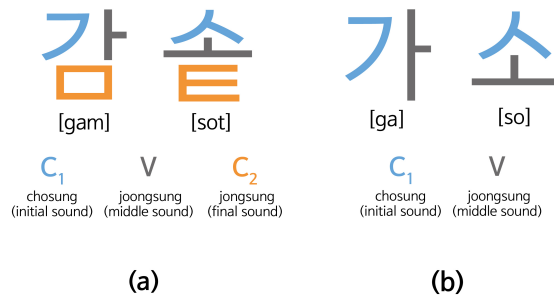 감 솥 가 소
[gam] [sot] [ga] [so]
C₁ V C₂ C₁ V
chosung joongsung jongsung chosung joongsung
(initial sound) (middle sound) (final sound) (initial sound) (middle sound)
(a) (b)